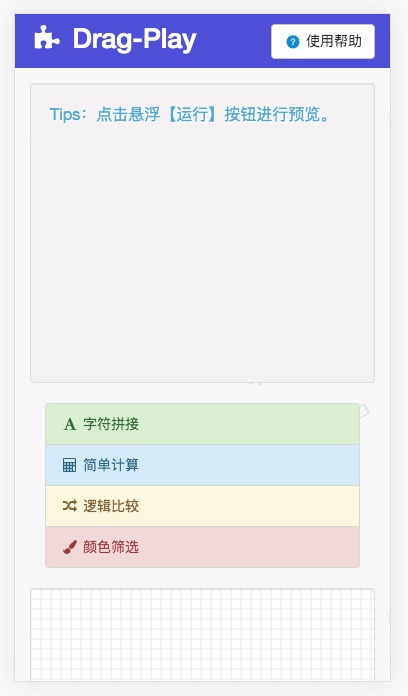 Drag-Play
使用帮助
Tips：点击悬浮【运行】按钮进行预览。
字符拼接
简单计算
逻辑比较
颜色筛选